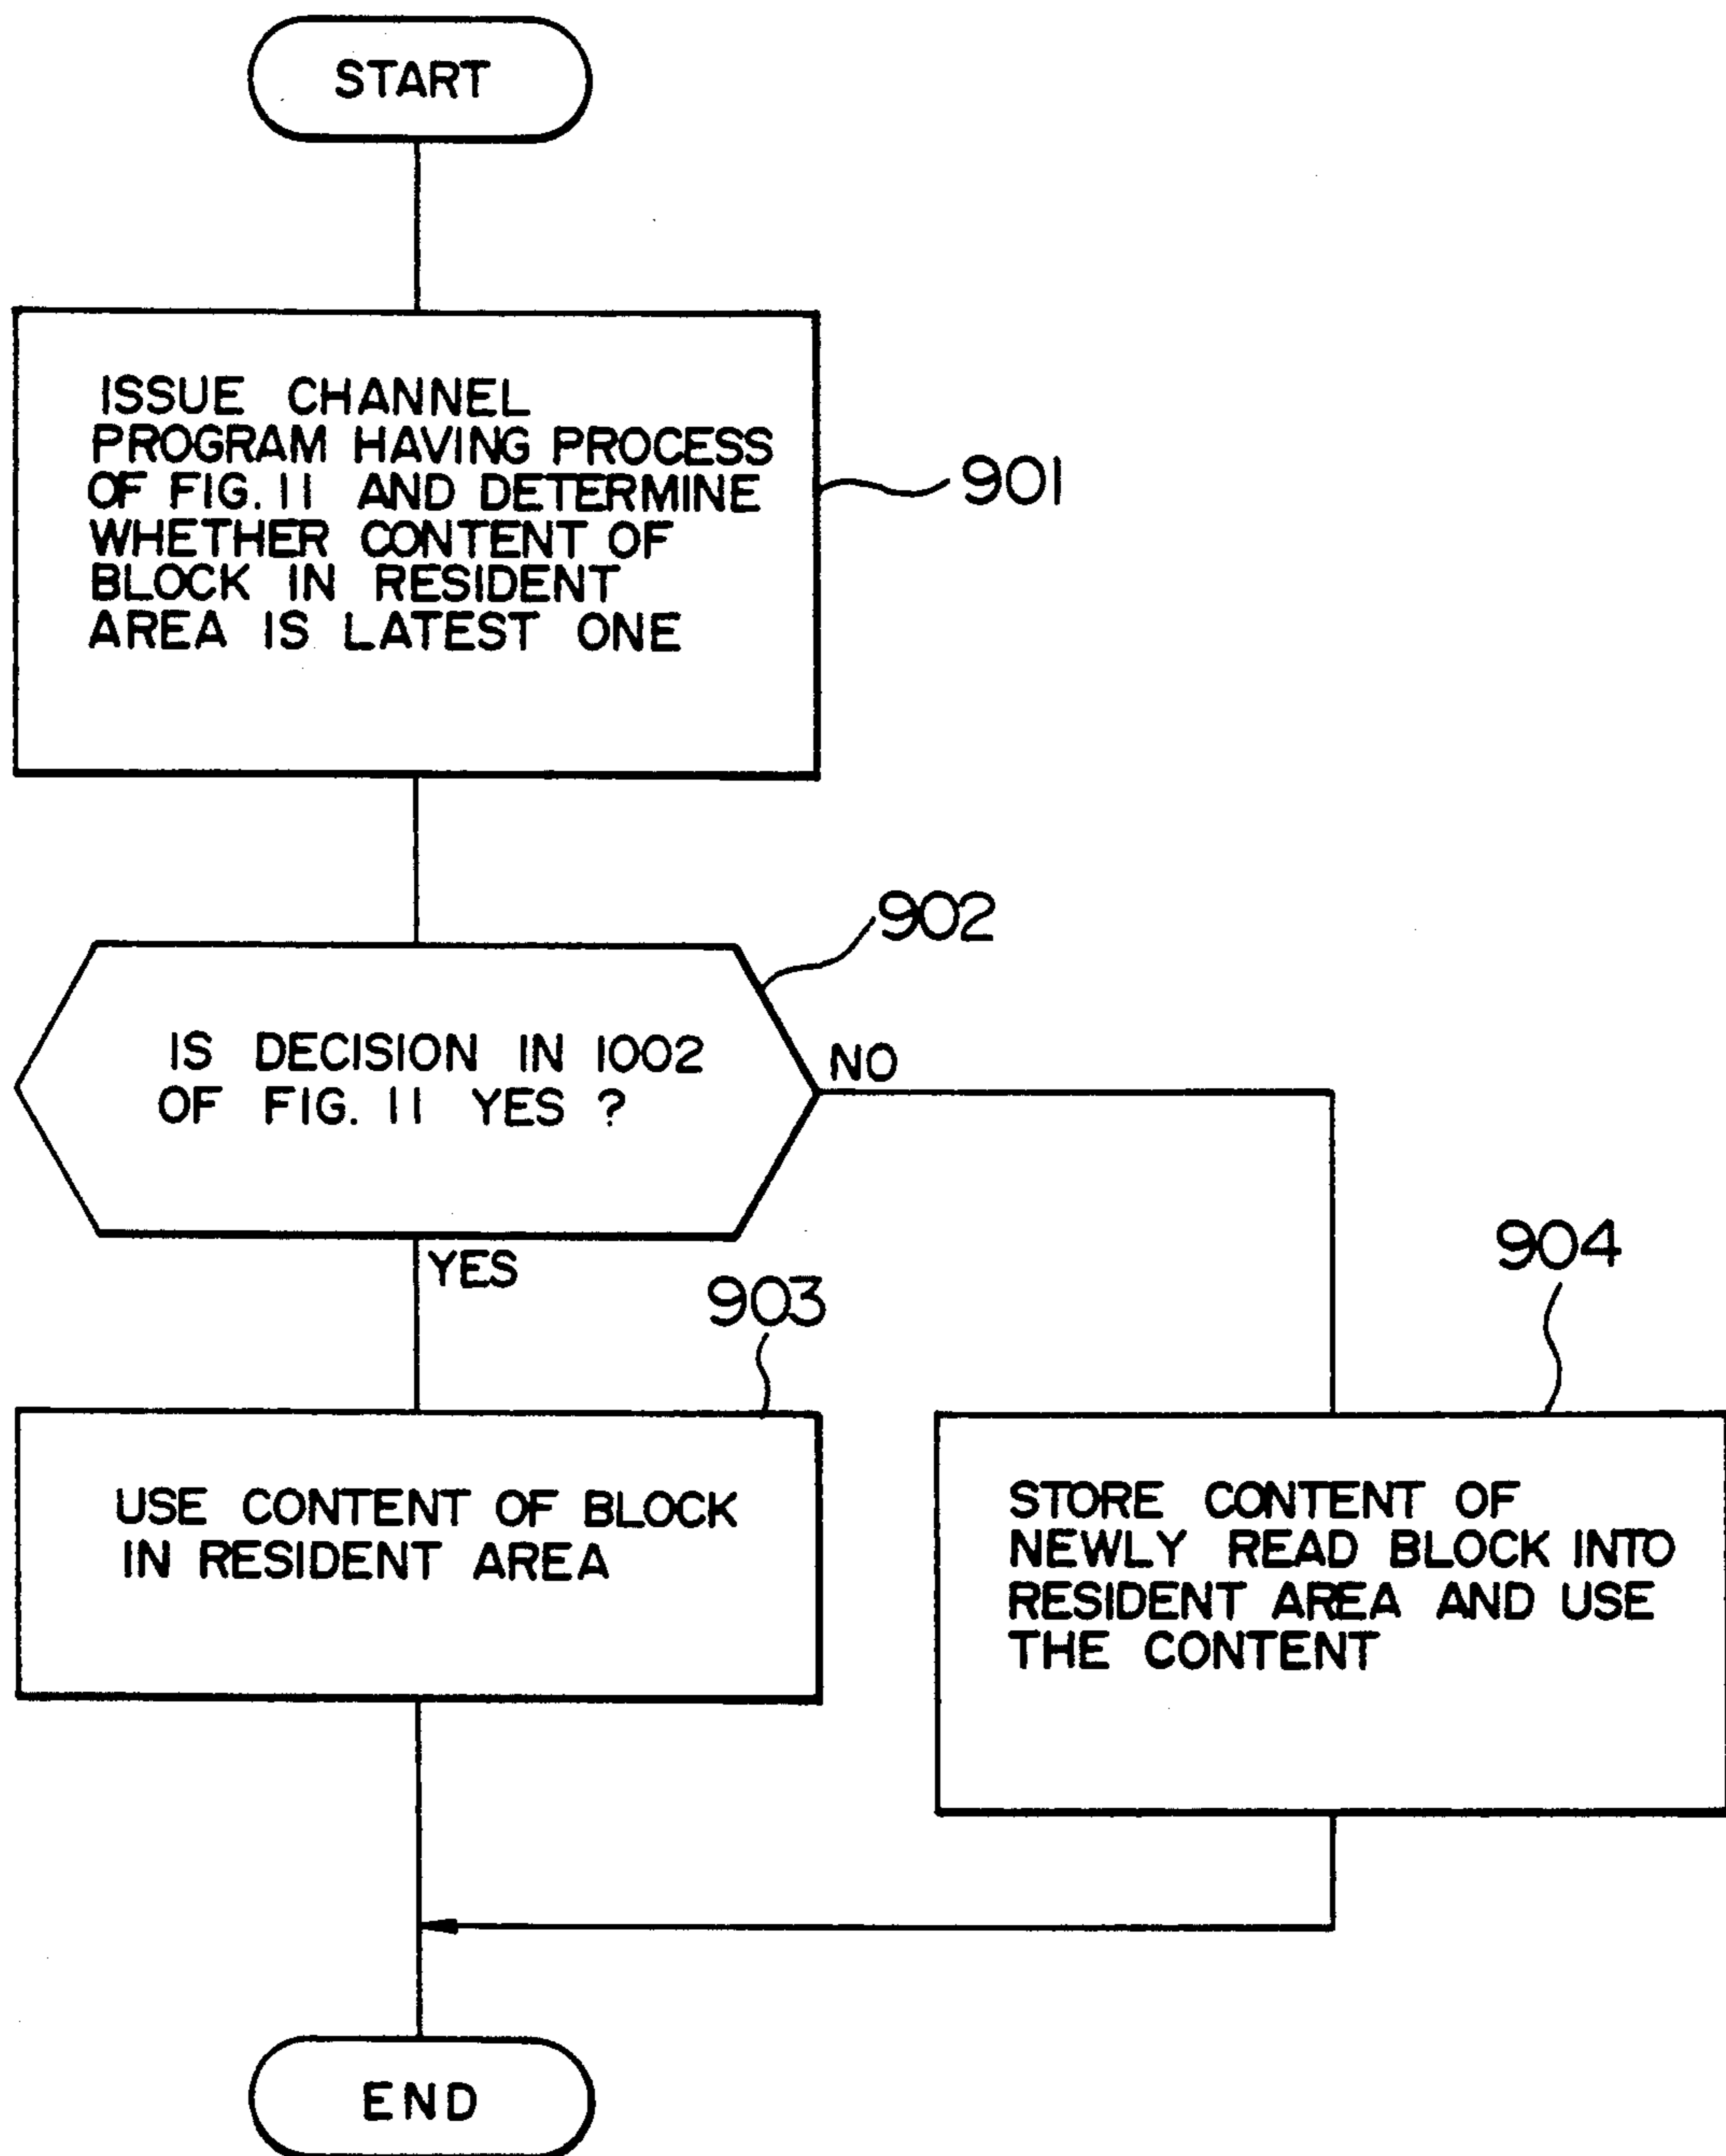 START
ISSUE CHANNEL
PROGRAM HAVING PROCESS
OF FIG. 11 AND DETERMINE
WHETHER CONTENT OF
BLOCK IN RESIDENT
AREA IS LATEST ONE
901
902
IS DECISION IN 1002
OF FIG. 11 YES ?
NO
YES
903
904
USE CONTENT OF BLOCK
IN RESIDENT AREA
STORE CONTENT OF
NEWLY READ BLOCK INTO
RESIDENT AREA AND USE
THE CONTENT
END